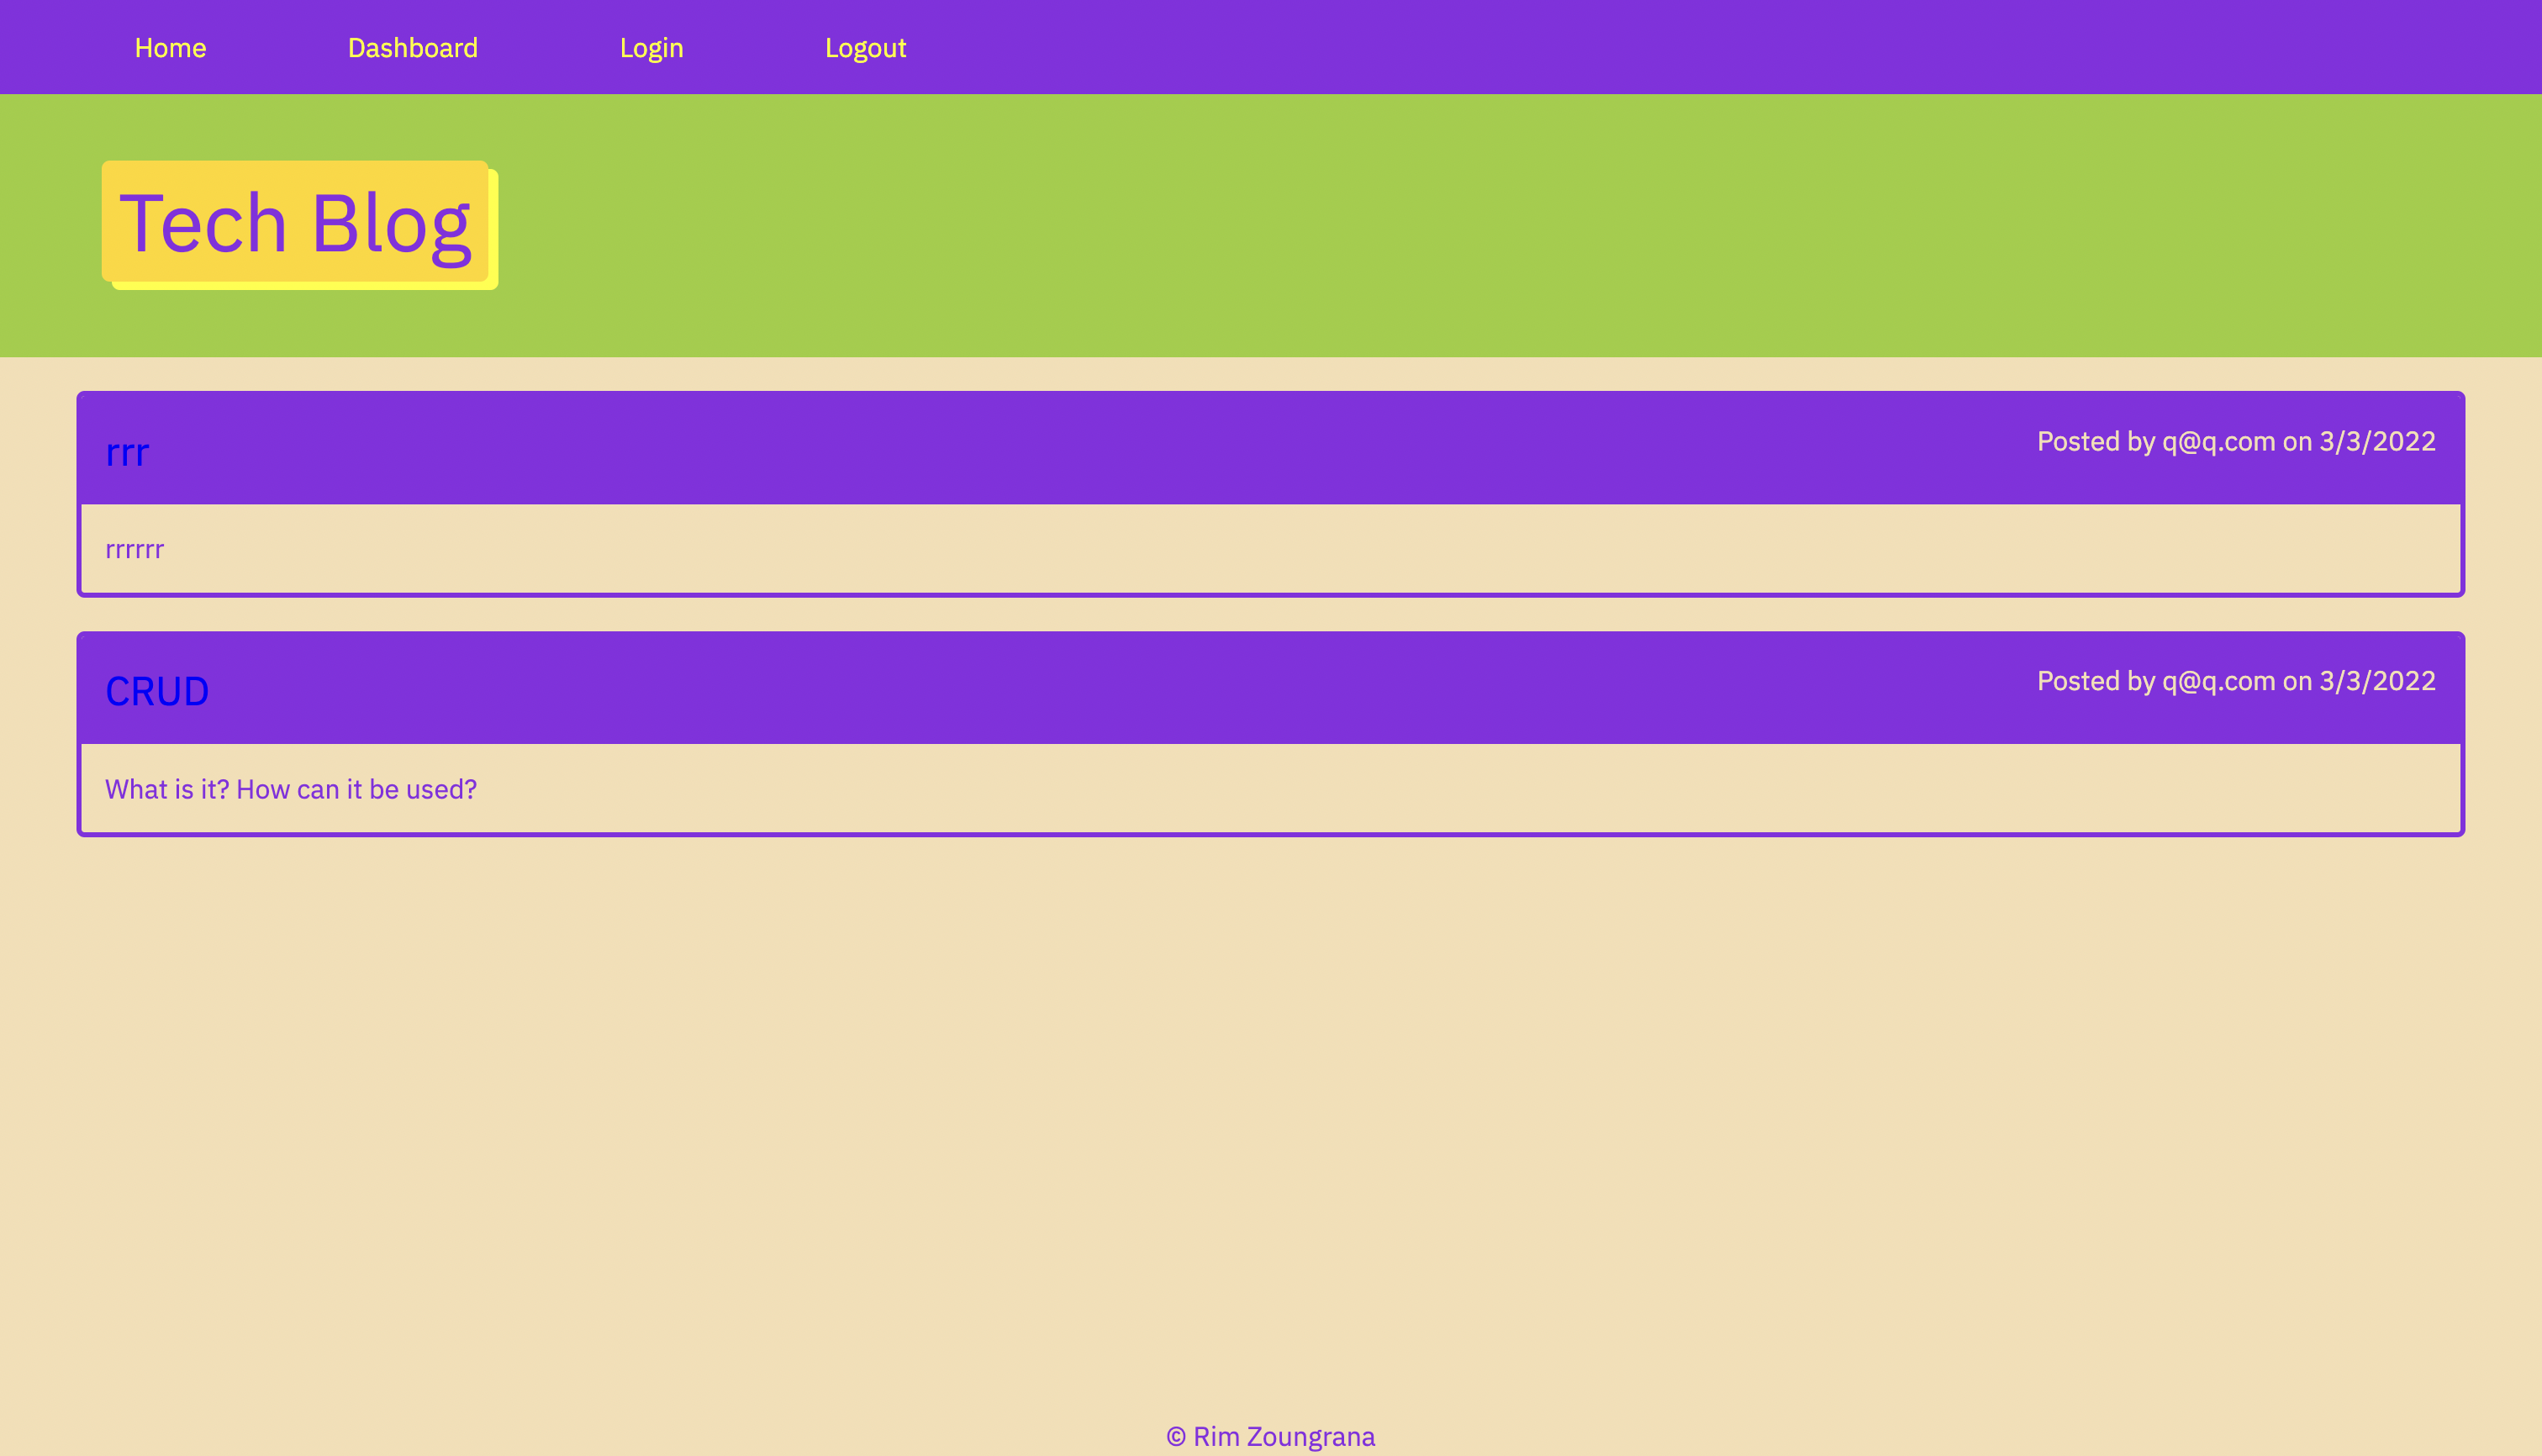 Home Dashboard Login Logout
Tech Blog
rrr
Posted by q@q.com on 3/3/2022
rrrrrr
CRUD
Posted by q@q.com on 3/3/2022
What is it? How can it be used?
© Rim Zoungrana